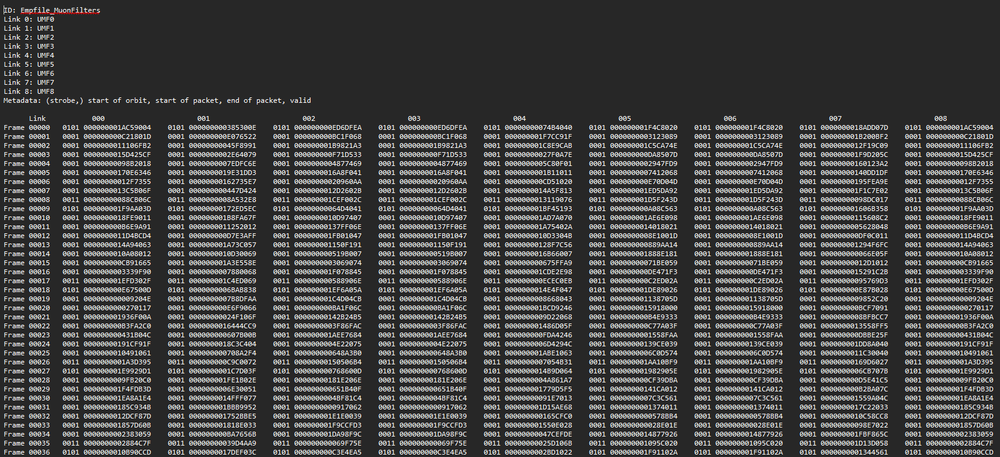 ID: Empfile_MuonFilters
Link 0: UMF0
Link 1: UMF1
Link 2: UMF2
Link 3: UMF3
Link 4: UMF4
Link 5: UMF5
Link 6: UMF6
Link 7: UMF7
Link 8: UMF8
Metadata: (strobe,) start of orbit, start of packet, end of packet, valid
Link 000 001 002 003 004 005 006 007 008
Frame 00000 0101 000000001AC59004 0101 000000000385300E 0101 000000000ED6DFEA 0101 000000000ED6DFEA 0101 00000000074B4040 0101 000000001F4C8020 0101 000000001F4C8020 0101 0000000018ADD07D 0101 000000001AC59004
Frame 00001 0001 000000000C21801D 0001 000000000E076522 0001 000000000BC1F068 0001 000000000BC1F068 0001 000000001F7CC91F 0001 0000000003123089 0001 0000000003123089 0001 000000001B200BF2 0001 000000000C21801D
Frame 00002 0001 0000000011106FB2 0001 00000000045F8991 0001 000000001B9821A3 0001 000000001B9821A3 0001 000000001C8E9CAB 0001 000000001C5CA74E 0001 000000001C5CA74E 0001 0000000012F19C09 0001 0000000011106FB2
Frame 00003 0001 0000000015D425CF 0001 0000000002E64079 0001 000000000F71D533 0001 000000000F71D533 0001 00000000027F0A7E 0001 000000000DA8507D 0001 000000000DA8507D 0001 000000001F9D205C 0001 0000000015D425CF
Frame 00004 0001 00000000098B2018 0001 0000000007EDFC6E 0001 0000000004877469 0001 0000000004877469 0001 0000000005C80F01 0001 0000000002947FD9 0001 0000000002947FD9 0001 00000000160123A2 0001 00000000098B2018
Frame 00005 0001 00000000170E6346 0001 0000000019E31DD3 0001 0000000016A8F041 0001 0000000016A8F041 0001 0000000001B11011 0001 0000000007412068 0001 0000000007412068 0001 00000000140DD1DF 0001 00000000170E6346
Frame 00006 0001 00000000012F7355 0001 00000000162735E7 0001 00000000020960AA 0001 00000000020960AA 0001 000000000CD51020 0001 000000000E70D04D 0001 000000000E70D04D 0001 00000000195FEA9E 0001 00000000012F7355
Frame 00007 0001 0000000013C5B06F 0001 000000000447D424 0001 0000000012D2602B 0001 0000000012D2602B 0001 0000000014A5F813 0001 000000001ED5DA92 0001 000000001ED5DA92 0001 000000001F1C7E02 0001 0000000013C5B06F
Frame 00008 0011 00000000088CB06C 0011 0000000008A532E8 0011 000000001CEF002C 0011 000000001CEF002C 0011 0000000013119076 0011 000000001D5F243D 0011 000000001D5F243D 0011 00000000098DC017 0011 00000000088CB06C
Frame 00009 0101 000000001F9AA03D 0101 00000000172ED5EC 0101 00000000064D4041 0101 00000000064D4041 0101 000000001BF45193 0101 000000000A08C563 0101 000000000A08C563 0101 000000001606B358 0101 000000001F9AA03D
Frame 00010 0001 0000000018FE9011 0001 000000001B8FA67F 0001 0000000010D97407 0001 0000000010D97407 0001 000000001AD7A070 0001 000000001AE6E098 0001 000000001AE6E098 0001 00000000115608C2 0001 0000000018FE9011
Frame 00011 0001 000000000B6E9A91 0001 0000000011252012 0001 00000000137FF06E 0001 00000000137FF06E 0001 000000001A75402A 0001 0000000014018021 0001 0000000014018021 0001 0000000005628048 0001 000000000B6E9A91
Frame 00012 0001 0000000011D4BCD4 0001 000000000D7E3AFF 0001 000000001FB01047 0001 000000001FB01047 0001 0000000010D3304B 0001 0000000008E1001D 0001 0000000008E1001D 0001 000000000DF0C011 0001 0000000011D4BCD4
Frame 00013 0001 0000000014A94063 0001 000000001A73C057 0001 000000001150F191 0001 000000001150F191 0001 00000000128F7C56 0001 000000000889AA14 0001 000000000889AA14 0001 000000001294F6FC 0001 0000000014A94063
Frame 00014 0001 0000000010A08012 0001 0000000010D30069 0001 000000000519B007 0001 000000000519B007 0001 0000000016B66007 0001 000000001888E181 0001 000000001888E181 0001 00000000066E05F 0001 0000000010A08012
Frame 00015 0001 000000000CB91665 0001 000000001A3E558E 0001 0000000003069074 0001 0000000003069074 0001 000000000675FFA9 0001 00000000071BE059 0001 00000000071BE059 0001 0000000012D1012 0001 000000000CB91665
Frame 00016 0001 0000000003339F90 0001 0000000007880068 0001 000000001F078845 0001 000000001F078845 0001 000000001CDE2E98 0001 000000000DE471F3 0001 000000000DE471F3 0001 0000000015291C2B 0001 0000000003339F90
Frame 00017 0011 000000001EFD302F 0011 000000001C4ED069 0011 000000000588906E 0011 000000000588906E 0011 000000000ECEC0EB 0011 000000000C2ED02A 0011 000000000C2ED02A 0011 00000000095769D3 0011 000000001EFD302F
Frame 00018 0101 000000000E67500D 0101 0000000006BAB838 0101 000000001EF6A05A 0101 000000001EF6A05A 0101 0000000014E4F047 0101 000000001DE89026 0101 000000001DE89026 0101 000000000E87B028 0101 000000000E67500D
Frame 00019 0001 000000000009204E 0001 000000007B8DFAA 0001 000000001C4D04CB 0001 000000001C4D04CB 0001 0000000008668043 0001 000000001138705D 0001 000000001138705D 0001 0000000009852C20 0001 000000000009204E
Frame 00020 0001 0000000000270117 0001 000000000E6F9066 0001 000000000BA1F06C 0001 000000000BA1F06C 0001 000000001BCD9246 0001 0000000015918000 0001 0000000015918000 0001 000000000BCF7091 0001 0000000000270117
Frame 00021 0001 000000001936F00A 0001 0000000024F106F 0001 00000000142B24B5 0001 00000000142B24B5 0001 0000000009D22068 0001 000000000B4E9333 0001 000000000B4E9333 0001 0000000008BFBCC7 0001 000000001936F00A
Frame 00022 0001 000000000B3FA2C0 0001 0000000016444CC9 0001 0000000003F86FAC 0001 0000000003F86FAC 0001 000000001486D05F 0001 000000000C77A03F 0001 000000000C77A03F 0001 0000000013558FF5 0001 000000000B3FA2C0
Frame 00023 0001 000000000431B04C 0001 000000000607B00B 0001 000000001AEE7684 0001 000000001AEE7684 0001 000000000FDA4246 0001 0000000001558FAA 0001 0000000001558FAA 0001 000000000DBBE25F 0001 000000000431B04C
Frame 00024 0001 00000000191CF91F 0001 0000000018C3C404 0001 0000000004E22075 0001 0000000004E22075 0001 0000000006D4294C 0001 00000000139CE039 0001 00000000139CE039 0001 000000001DD8A040 0001 00000000191CF91F
Frame 00025 0001 0000000010491061 0001 000000000708A2F4 0001 000000000648A3B0 0001 000000000648A3B0 0001 000000001ABE1063 0001 0000000006C0D574 0001 0000000006C0D574 0001 0000000011C30040 0001 0000000010491061
Frame 00026 0011 000000001A3D395 0011 000000000C9C0072 0011 00000000150506B4 0011 00000000150506B4 0011 0000000007054B31 0011 000000001AA10BF9 0011 000000001AA10BF9 0011 00000000169D6027 0011 000000001A3D395
Frame 00027 0101 000000001E9929D1 0101 000000001C7D03F 0101 000000000768600D 0101 000000000768600D 0101 0000000014B9D064 0101 000000001982905E 0101 000000001982905E 0101 0000000006CB707B 0101 000000001E9929D1
Frame 00028 0001 0000000009FB20C0 0001 000000001FE1B02E 0001 00000000181E206E 0001 00000000181E206E 0001 0000000004A861A7 0001 000000000CF39DBA 0001 000000000CF39DBA 0001 000000000D5E41C5 0001 0000000009FB20C0
Frame 00029 0001 000000001F4FDB3D 0001 0000000006E30051 0001 000000000651B40F 0001 000000000651B40F 0001 000000001779D5F5 0001 00000000141CA012 0001 00000000141CA012 0001 000000000B2BA07C 0001 000000001F4FDB3D
Frame 00030 0001 000000001EA8A1E4 0001 0000000014FFF077 0001 0000000004BF81C4 0001 0000000004BF81C4 0001 00000000091E7013 0001 0000000007C3C561 0001 0000000007C3C561 0001 000000001559A04C 0001 000000001EA8A1E4
Frame 00031 0001 00000000185C934B 0001 000000001BBB9952 0001 0000000000917062 0001 0000000000917062 0001 000000001D15AE68 0001 0000000001374011 0001 0000000001374011 0001 0000000017C22033 0001 00000000185C934B
Frame 00032 0001 0000000012DCF87D 0001 000000001752BBE5 0001 000000001E1E0039 0001 000000001E1E0039 0001 00000000165CFC0 0001 000000000578BB4 0001 000000000578BB4 0001 0000000010C58CC8 0001 0000000012DCF87D
Frame 00033 0001 000000001857D60B 0001 000000001818E033 0001 000000001F9CCFD3 0001 000000001F9CCFD3 0001 000000001550E028 0001 00000000028E01E 0001 00000000028E01E 0001 00000000098E7022 0001 000000001857D60B
Frame 00034 0001 0000000002383059 0001 000000000BA7656B 0001 000000001DA98F9C 0001 000000001DA98F9C 0001 00000000047CEFDE 0001 0000000014877926 0001 0000000014877926 0001 000000001FBF865C 0001 0000000002383059
Frame 00035 0011 0000000002884C7F 0011 0000000039D4AA9 0011 00000000069F75E 0011 00000000069F75E 0011 0000000025D106B 0011 000000001095C020 0011 000000001095C020 0011 000000001D13D058 0011 0000000002884C7F
Frame 00036 0101 0000000010B90CCD 0101 0000000017DEF03C 0101 000000000C3E4EA5 0101 000000000C3E4EA5 0101 0000000002BD1022 0101 000000001F91102A 0101 000000001F91102A 0101 0000000001344561 0101 0000000010B90CCD